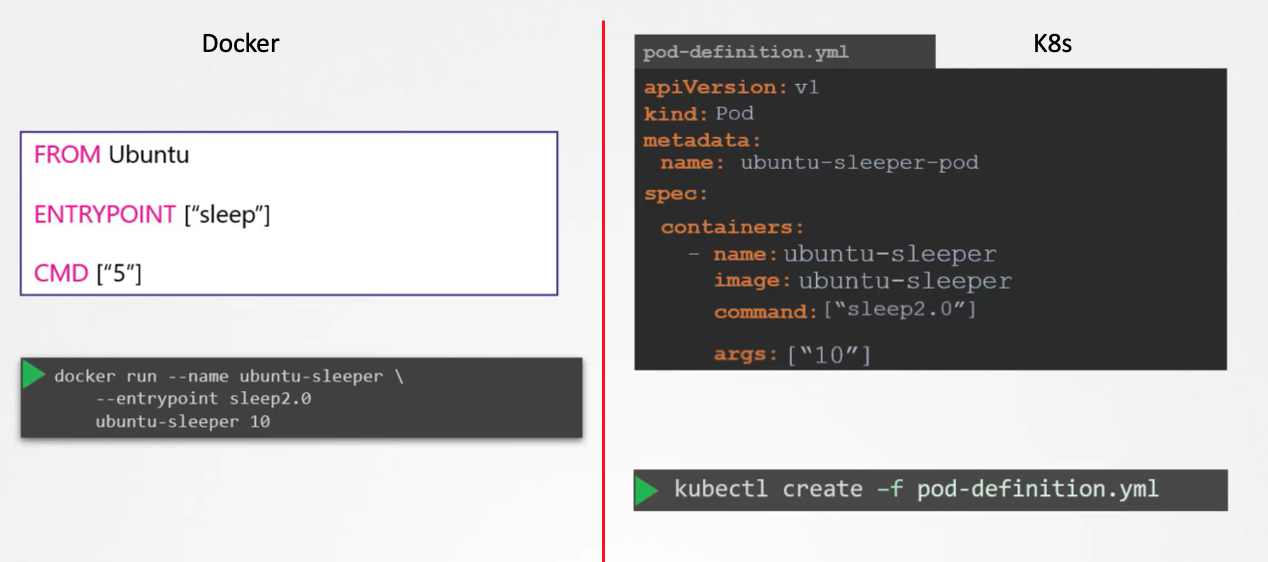 Docker
FROM Ubuntu
ENTRYPOINT [“sleep”]
CMD [“5”]
docker run --name ubuntu-sleeper \
--entrypoint sleep2.0
ubuntu-sleeper 10
K8s
pod-definition.yml
apiVersion: v1
kind: Pod
metadata:
name: ubuntu-sleeper-pod
spec:
containers:
- name: ubuntu-sleeper
image: ubuntu-sleeper
command: [“sleep2.0”]
args: [“10”]
kubectl create –f pod-definition.yml